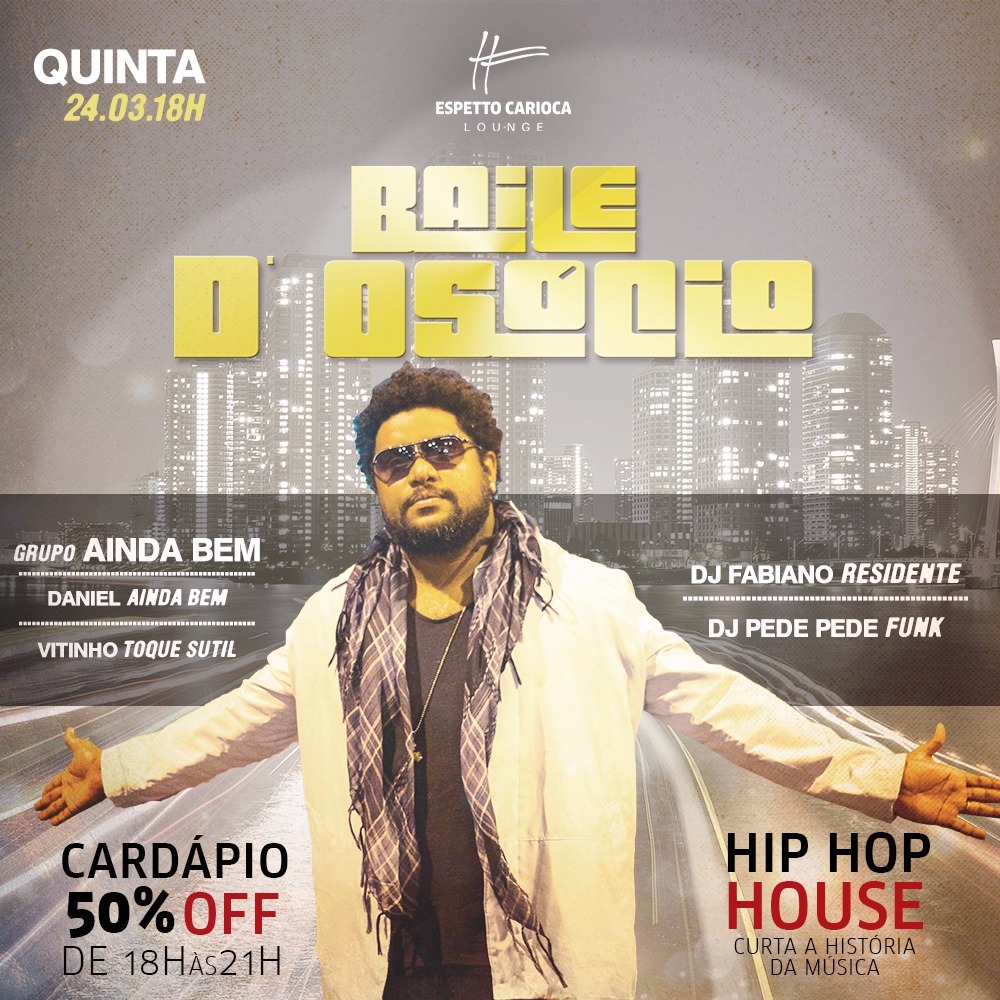 QUINTA
24.03.18H
ESPETTO CARIOCA
LOUNGE
BAILE
D'OSÓCIO
GRUPO AINDA BEM
DANIEL AINDA BEM
VITINHO TOQUE SUTIL
DJ FABIANO RESIDENTE
DJ PEDE PEDE FUNK
CARDÁPIO
50% OFF
DE 18H ÀS 21H
HIP HOP
HOUSE
CURTA A HISTÓRIA
DA MÚSICA